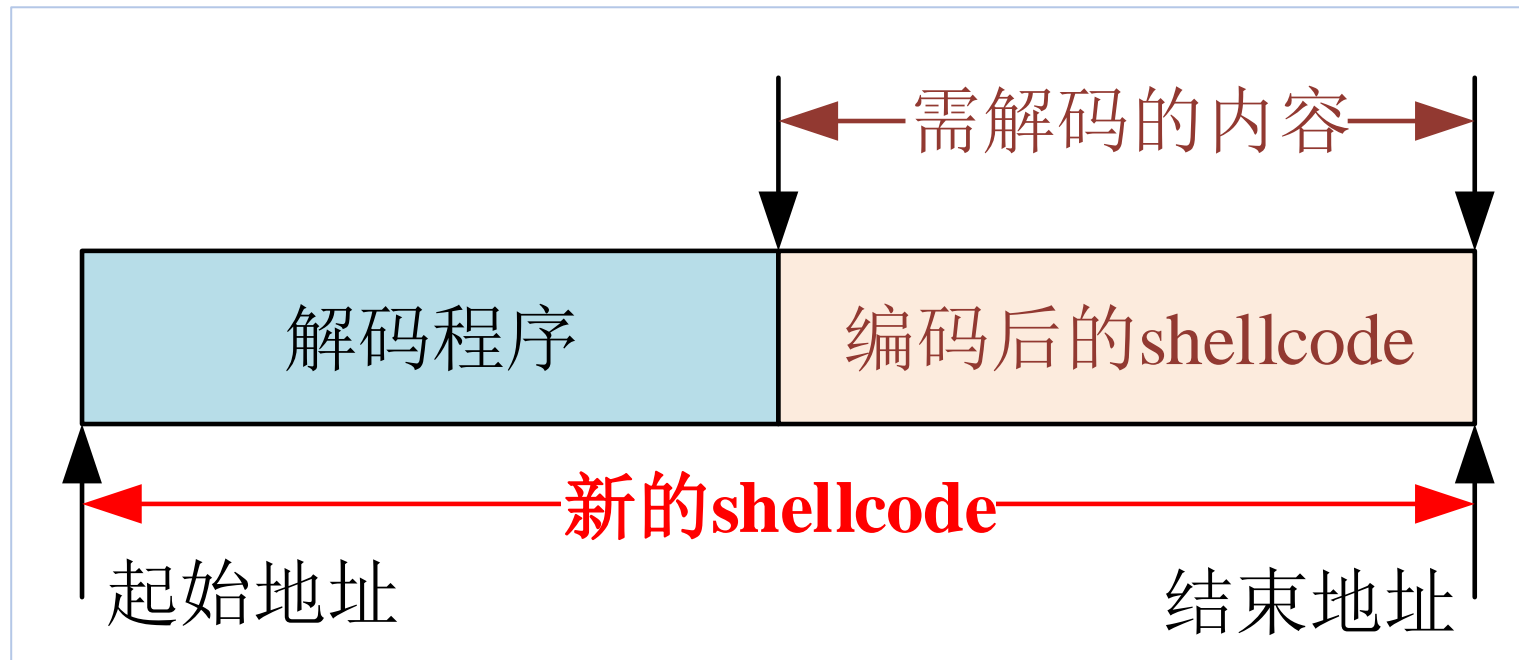 需解码的内容
解码程序
编码后的shellcode
新的shellcode
起始地址
结束地址